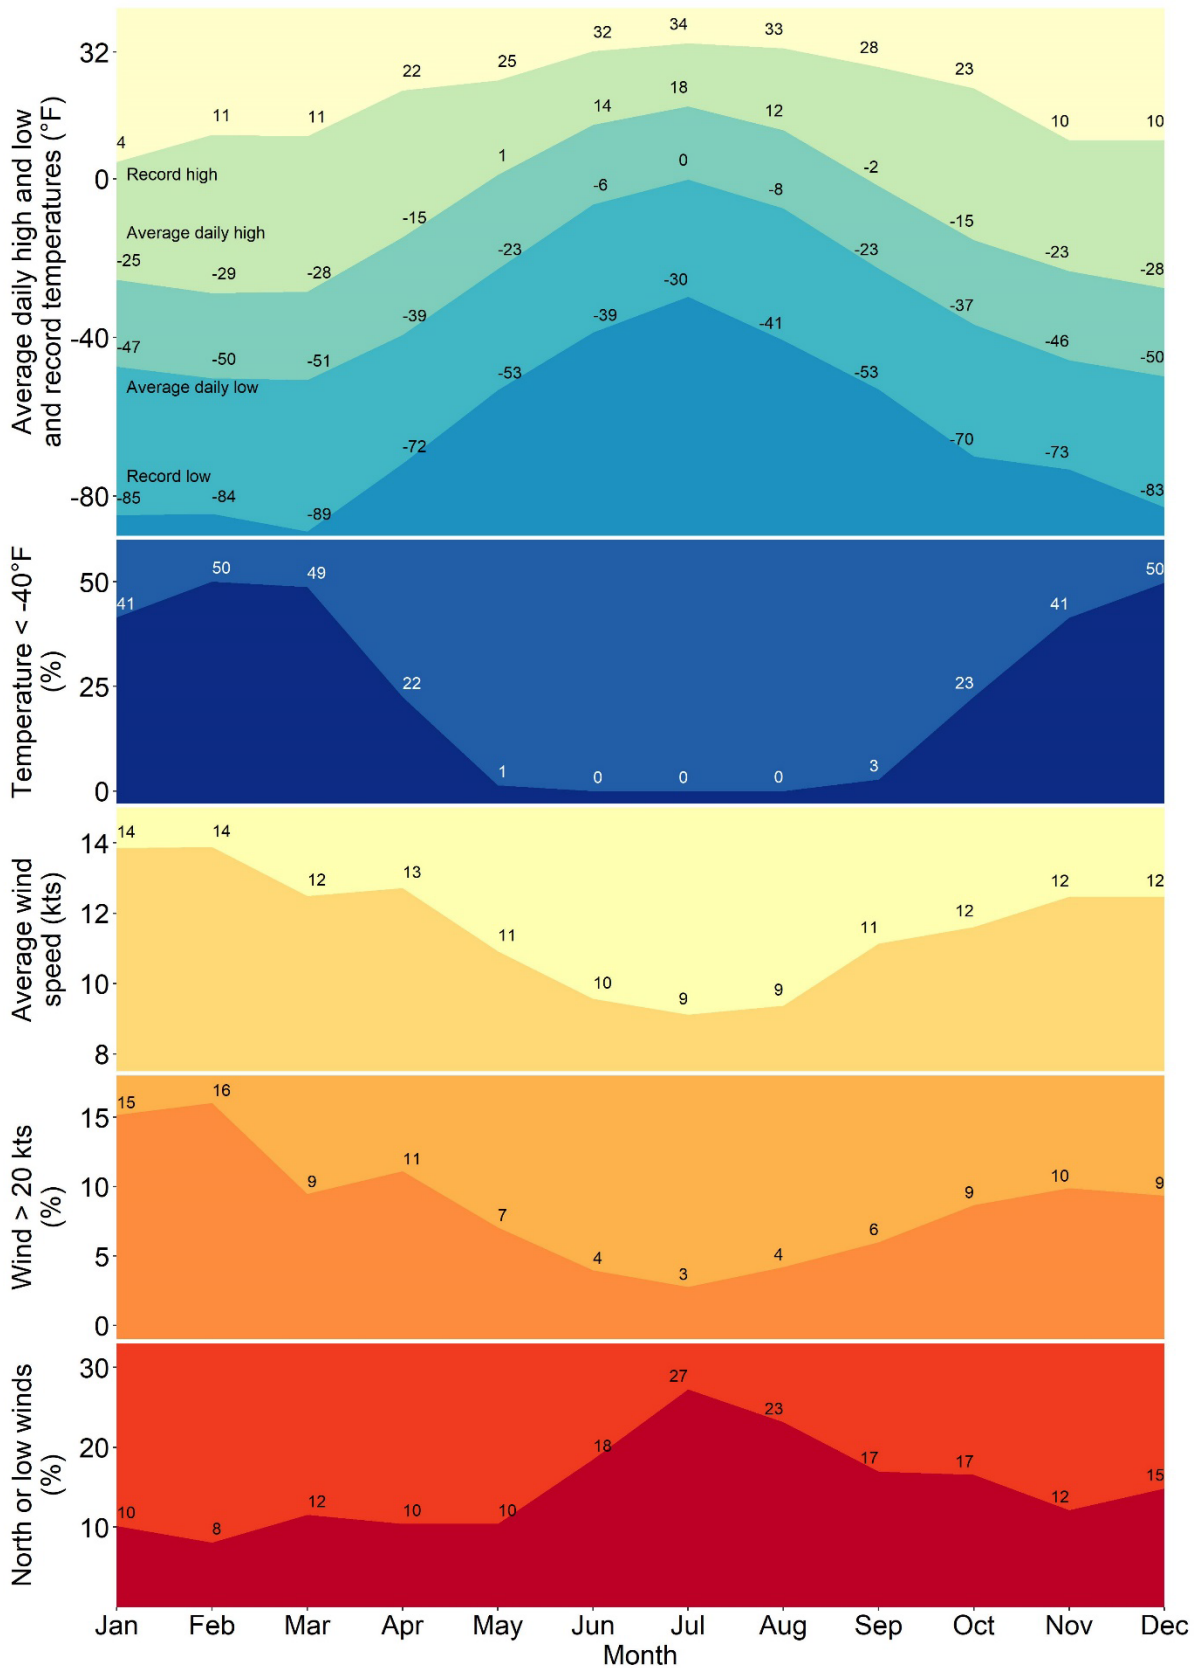 Average daily high and low
and record temperatures (°F)
32
0
-40
-80
4 11 11 22 25 32 34 33 28 23 10 10
Record high
-25 -29 -28 -15 1 14 18 12 -2 -15 -23 -28
Average daily high
-47 -50 -51 -39 -23 -6 0 -8 -23 -37 -46 -50
Average daily low
-85 -84 -89 -72 -53 -39 -30 -41 -53 -70 -73 -83
Record low
Temperature < -40°F
(%)
50
25
0
41 50 49 22 1 0 0 0 3 23 41 50
Average wind
speed (kts)
14
12
10
8
14 14 12 13 11 10 9 9 11 12 12 12
Wind > 20 kts
(%)
15
10
5
0
15 16 9 11 7 4 3 4 6 9 10 9
North or low winds
(%)
30
20
10
10 8 12 10 10 18 27 23 17 17 12 15
Jan Feb Mar Apr May Jun Jul Aug Sep Oct Nov Dec
Month